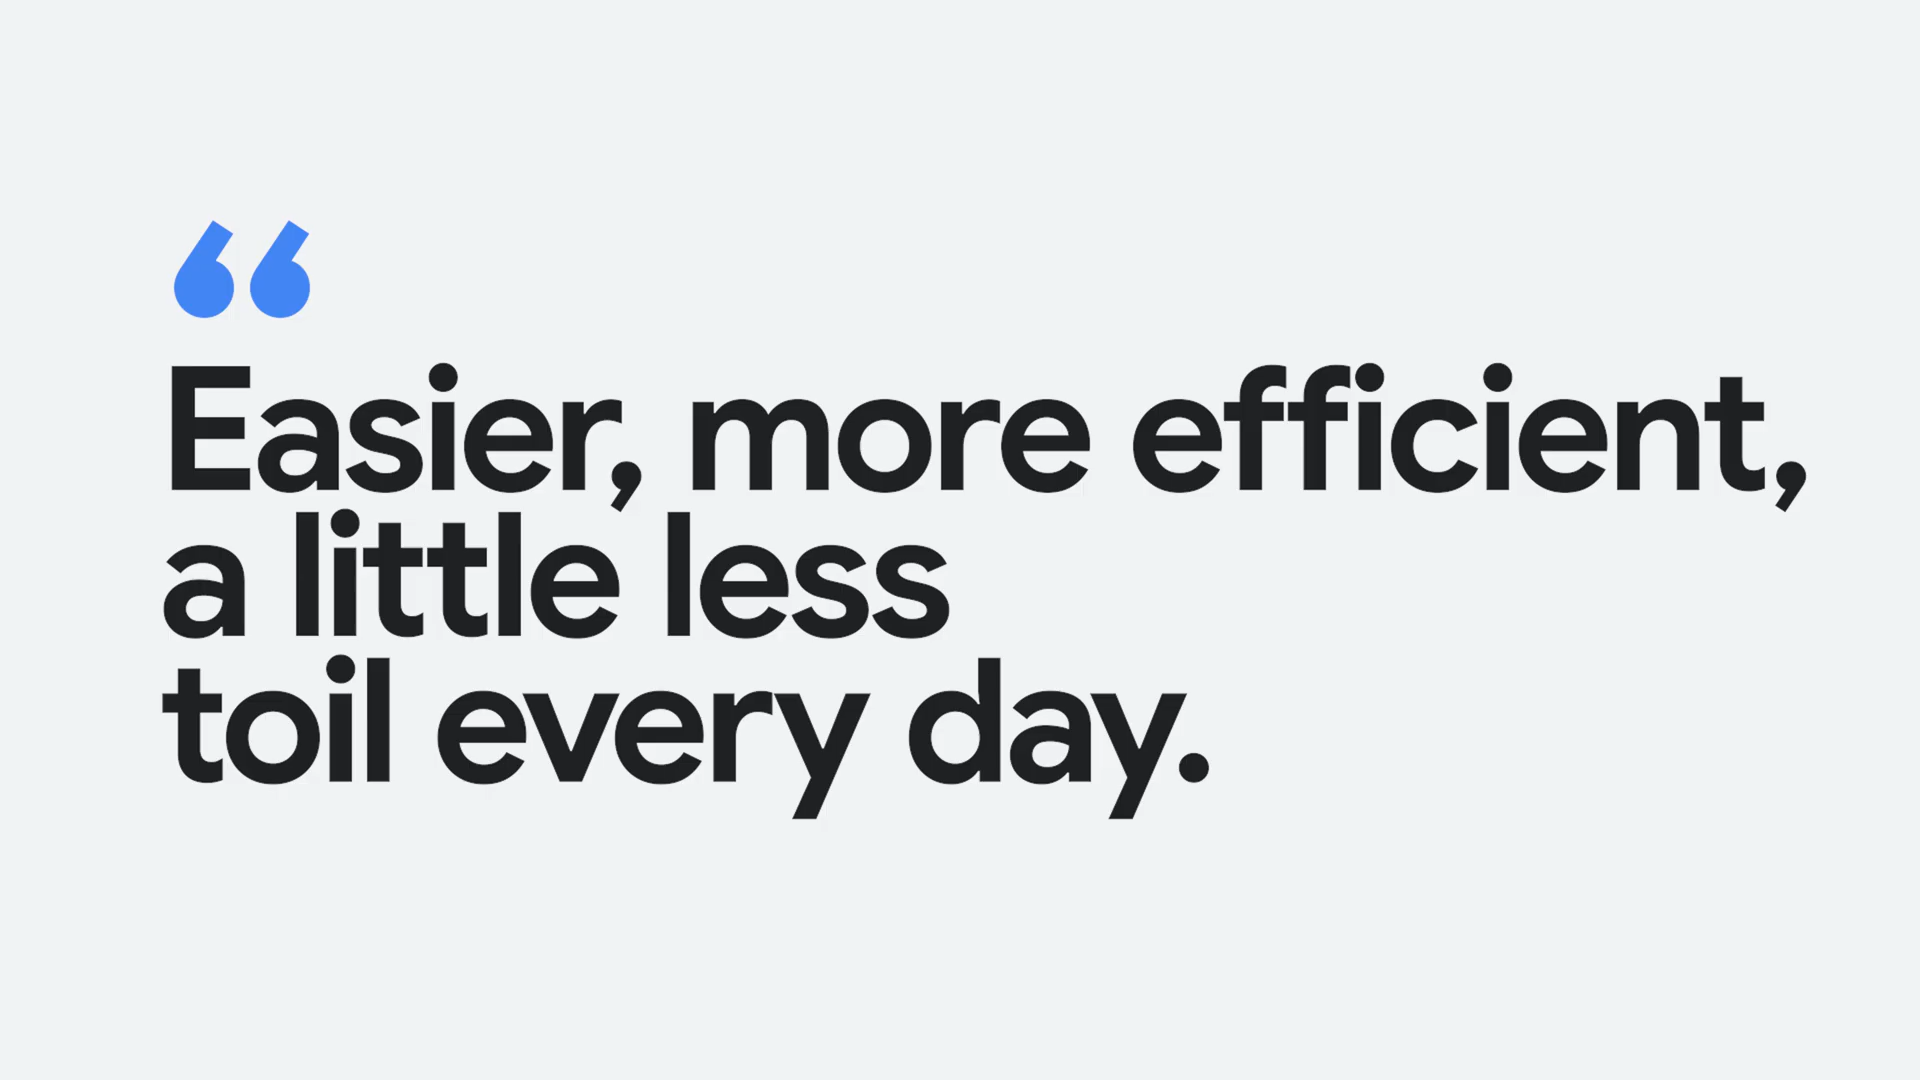 “
Easier, more efficient,
a little less
toil every day.